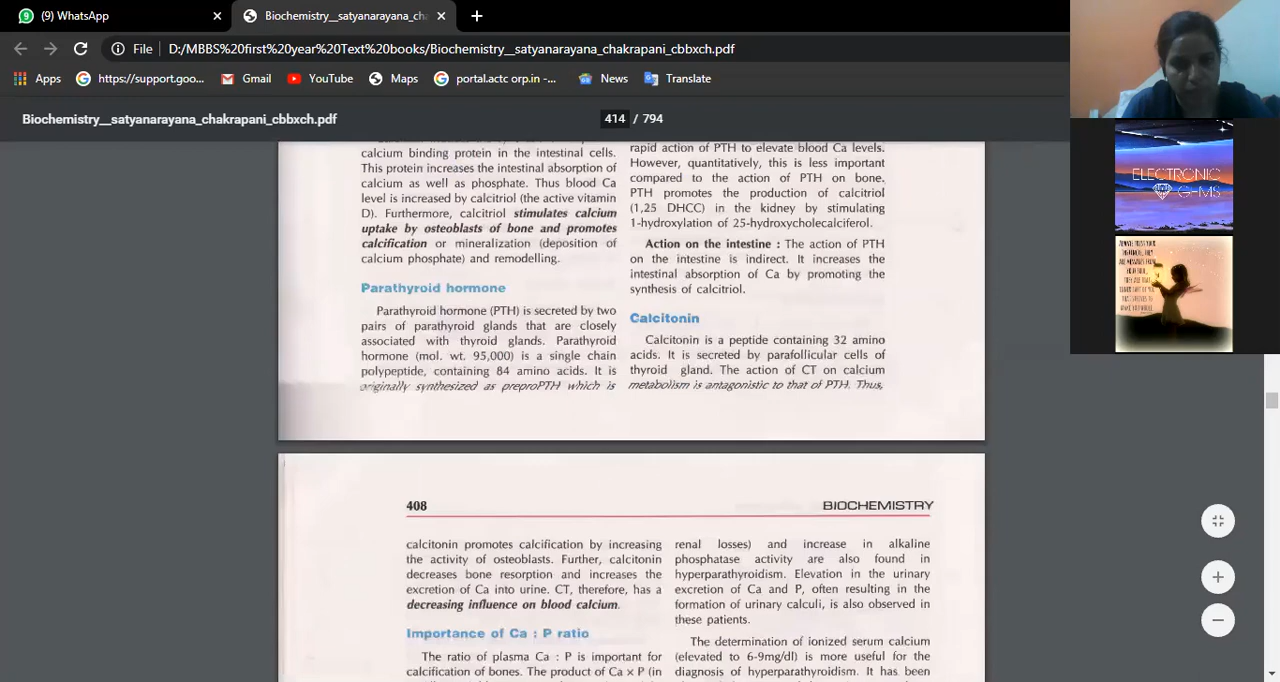 (9) WhatsApp
Biochemistry__satyanarayana_cha
File
D:/MBBS%20first%20year%20Text%20books/Biochemistry__satyanarayana_chakrapani_cbbxch.pdf
Apps
https://support.goo...
Gmail
YouTube
Maps
portal.actc orp.in -...
News
Translate
Biochemistry__satyanarayana_chakrapani_cbbxch.pdf
414 / 794
calcium binding protein in the intestinal cells.
This protein increases the intestinal absorption of
calcium as well as phosphate. Thus blood Ca
level is increased by calcitriol (the active vitamin
D). Furthermore, calcitriol stimulates calcium
uptake by osteoblasts of bone and promotes
calcification or mineralization (deposition of
calcium phosphate) and remodelling.
Parathyroid hormone
Parathyroid hormone (PTH) is secreted by two
pairs of parathyroid glands that are closely
associated with thyroid glands. Parathyroid
hormone (mol. wt. 95,000) is a single chain
polypeptide, containing 84 amino acids. It is
originally synthesized as preproPTH which is
rapid action of PTH to elevate blood Ca levels.
However, quantitatively, this is less important
compared to the action of PTH on bone.
PTH promotes the production of calcitriol
(1,25 DHCC) in the kidney by stimulating
1-hydroxylation of 25-hydroxycholecalciferol.
Action on the intestine : The action of PTH
on the intestine is indirect. It increases the
intestinal absorption of Ca by promoting the
synthesis of calcitriol.
Calcitonin
Calcitonin is a peptide containing 32 amino
acids. It is secreted by parafollicular cells of
thyroid gland. The action of CT on calcium
metabolism is antagonistic to that of PTH. Thus,
408
BIOCHEMISTRY
calcitonin promotes calcification by increasing
the activity of osteoblasts. Further, calcitonin
decreases bone resorption and increases the
excretion of Ca into urine. CT, therefore, has a
decreasing influence on blood calcium.
Importance of Ca : P ratio
The ratio of plasma Ca : P is important for
calcification of bones. The product of Ca × P (in
renal losses) and increase in alkaline
phosphatase activity are also found in
hyperparathyroidism. Elevation in the urinary
excretion of Ca and P, often resulting in the
formation of urinary calculi, is also observed in
these patients.
The determination of ionized serum calcium
(elevated to 6-9mg/dl) is more useful for the
diagnosis of hyperparathyroidism. It has been
ELECTRONIC
GEMS